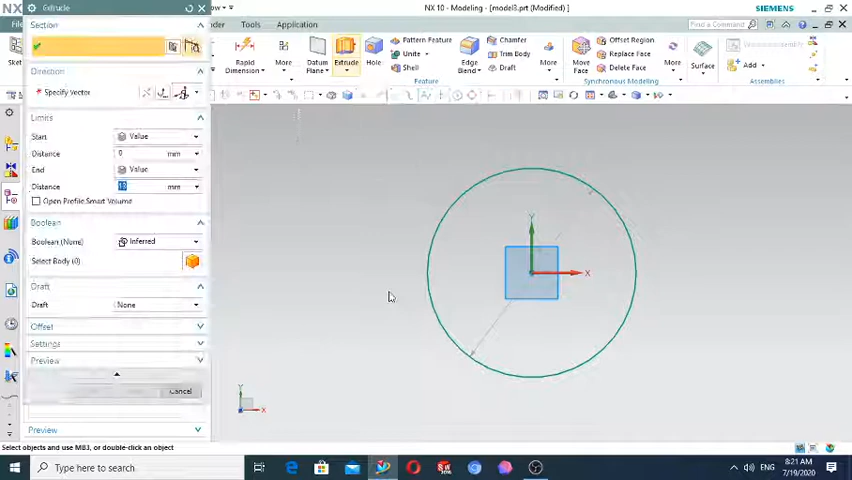 Extrude
NX 10 - Modeling - [model3.prt (Modified) ]
SIEMENS
Section
Tools
Application
Find a Command
Rapid
Dimension
More
Datum
Plane
Extrude
Hole
Pattern Feature
Unite
Shell
Chamfer
Trim Body
Draft
Edge
Blend
More
Move
Face
Offset Region
Replace Face
Delete Face
More
Surface
Add
Feature
Synchronous Modeling
Assemblies
Direction
* Specify Vector
Limits
Start
Value
Distance
0
mm
End
Value
Distance
mm
Open Profile Smart Volume
Boolean
Boolean (None)
Inferred
Select Body (0)
Draft
Draft
None
Offset
Settings
Preview
Cancel
Preview
Y
X
Y
X
Select objects and use MB3, or double-click an object
Type here to search
ENG
8:21 AM
7/19/2020